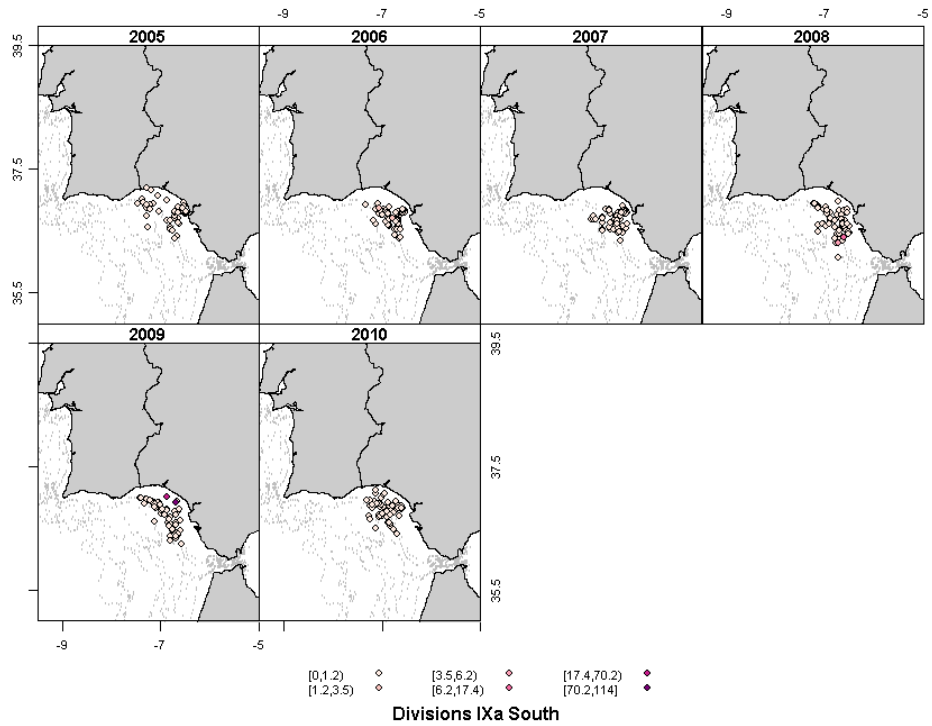 -9 -7 -5 -9 -7 -5
2005 2006 2007 2008
39.5
37.5
35.5
2009 2010
39.5
37.5
35.5
-9 -7 -5 -9 -7 -5
[0,1.2) [3.5,6.2) [17.4,70.2)
[1.2,3.5) [6.2,17.4) [70.2,114]
Divisions IXa South